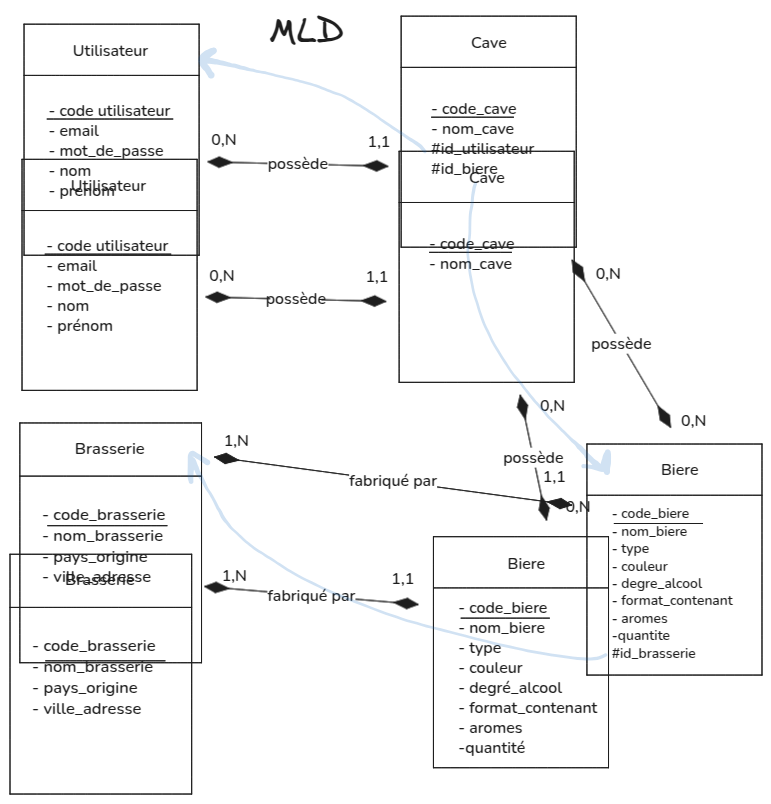 MLD
Utilisateur
- code utilisateur
- email
- mot_de_passe
- nom
- prénom
0,N
possède
1,1
Cave
- code_cave
- nom_cave
#id_utilisateur
#id_biere
Utilisateur
- code utilisateur
- email
- mot_de_passe
- nom
- prénom
0,N
possède
1,1
Cave
- code_cave
- nom_cave
0,N
possède
0,N
0,N
possède
0,N
Brasserie
- code_brasserie
- nom_brasserie
- pays_origine
- ville_adresse
1,N
fabriqué par
1,1
Biere
- code_biere
- nom_biere
- type
- couleur
- degre_alcool
- format_contenant
- aromes
-quantite
#id_brasserie
Brasserie
- code_brasserie
- nom_brasserie
- pays_origine
- ville_adresse
1,N
fabriqué par
1,1
Biere
- code_biere
- nom_biere
- type
- couleur
- degré_alcool
- format_contenant
- aromes
-quantité